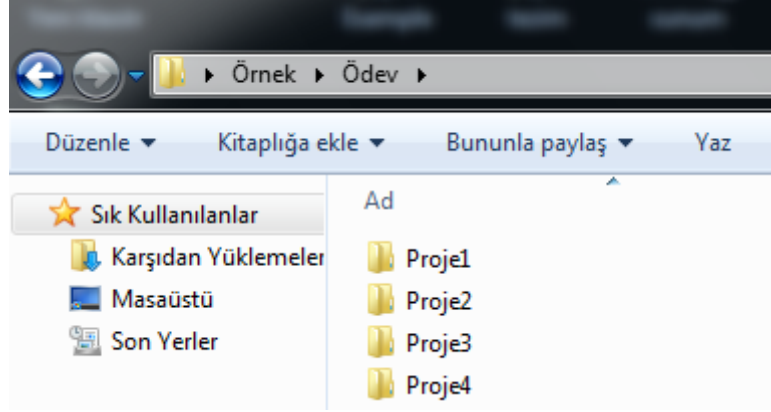 Örnek Ödev
Düzenle Kitaplığa ekle Bununla paylaş Yaz
Ad
Sık Kullanılanlar
Karşıdan Yüklemeler
Masaüstü
Son Yerler
Proje1
Proje2
Proje3
Proje4